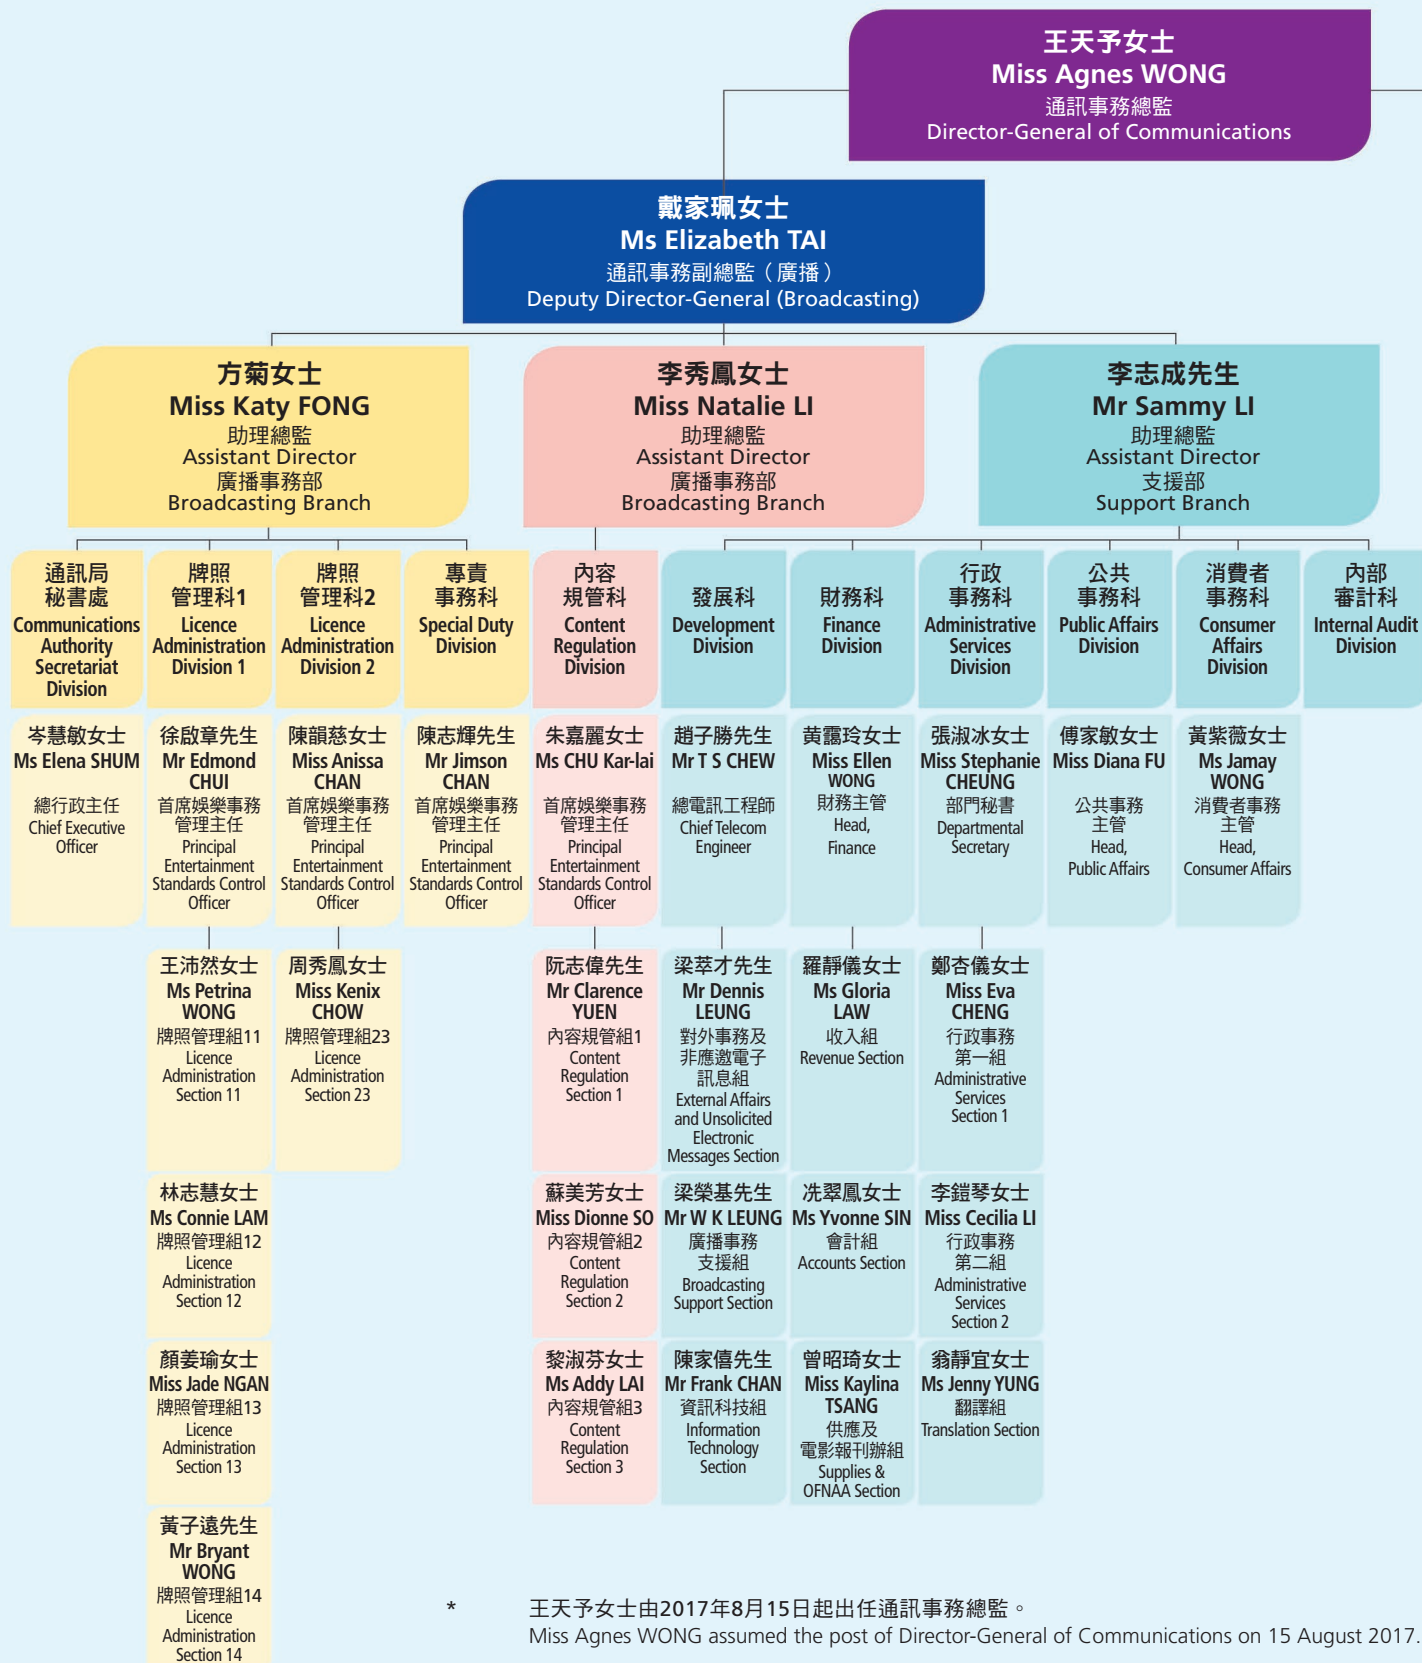 王天予女士
Miss Agnes WONG
通訊事務總監
Director-General of Communications
戴家珮女士
Ms Elizabeth TAI
通訊事務副總監（廣播）
Deputy Director-General (Broadcasting)
方菊女士
Miss Katy FONG
助理總監
Assistant Director
廣播事務部
Broadcasting Branch
李秀鳳女士
Miss Natalie LI
助理總監
Assistant Director
廣播事務部
Broadcasting Branch
李志成先生
Mr Sammy LI
助理總監
Assistant Director
支援部
Support Branch
通訊局
秘書處
Communications
Authority
Secretariat
Division
牌照
管理科1
Licence
Administration
Division 1
牌照
管理科2
Licence
Administration
Division 2
專責
事務科
Special Duty
Division
內容
規管科
Content
Regulation
Division
發展科
Development
Division
財務科
Finance
Division
行政
事務科
Administrative
Services
Division
公共
事務科
Public Affairs
Division
消費者
事務科
Consumer
Affairs
Division
內部
審計科
Internal Audit
Division
岑慧敏女士
Ms Elena SHUM
總行政主任
Chief Executive
Officer
徐啟章先生
Mr Edmond
CHUI
首席娛樂事務
管理主任
Principal
Entertainment
Standards Control
Officer
陳韻慈女士
Miss Anissa
CHAN
首席娛樂事務
管理主任
Principal
Entertainment
Standards Control
Officer
陳志輝先生
Mr Jimson
CHAN
首席娛樂事務
管理主任
Principal
Entertainment
Standards Control
Officer
朱嘉麗女士
Ms CHU Kar-lai
首席娛樂事務
管理主任
Principal
Entertainment
Standards Control
Officer
趙子勝先生
Mr T S CHEW
總電訊工程師
Chief Telecom
Engineer
黃靄玲女士
Miss Ellen
WONG
財務主管
Head,
Finance
張淑冰女士
Miss Stephanie
CHEUNG
部門秘書
Departmental
Secretary
傅家敏女士
Miss Diana FU
公共事務
主管
Head,
Public Affairs
黃紫薇女士
Ms Jamay
WONG
消費者事務
主管
Head,
Consumer Affairs
王沛然女士
Ms Petrina
WONG
牌照管理組11
Licence
Administration
Section 11
周秀鳳女士
Miss Kenix
CHOW
牌照管理組23
Licence
Administration
Section 23
阮志偉先生
Mr Clarence
YUEN
內容規管組1
Content
Regulation
Section 1
梁萃才先生
Mr Dennis
LEUNG
對外事務及
非應邀電子
訊息組
External Affairs
and Unsolicited
Electronic
Messages Section
羅靜儀女士
Ms Gloria
LAW
收入組
Revenue Section
鄭杏儀女士
Miss Eva
CHENG
行政事務
第一組
Administrative
Services
Section 1
林志慧女士
Ms Connie LAM
牌照管理組12
Licence
Administration
Section 12
蘇美芳女士
Miss Dionne SO
內容規管組2
Content
Regulation
Section 2
梁榮基先生
Mr W K LEUNG
廣播事務
支援組
Broadcasting
Support Section
冼翠鳳女士
Ms Yvonne SIN
會計組
Accounts Section
李鎧琴女士
Miss Cecilia LI
行政事務
第二組
Administrative
Services
Section 2
顏姜瑜女士
Miss Jade NGAN
牌照管理組13
Licence
Administration
Section 13
黎淑芬女士
Ms Addy LAI
內容規管組3
Content
Regulation
Section 3
陳家僖先生
Mr Frank CHAN
資訊科技組
Information
Technology
Section
曾昭琦女士
Miss Kaylina
TSANG
供應及
電影報刊辦組
Supplies &
OFNAA Section
翁靜宜女士
Ms Jenny YUNG
翻譯組
Translation Section
黃子遠先生
Mr Bryant
WONG
牌照管理組14
Licence
Administration
Section 14
* 王天予女士由2017年8月15日起出任通訊事務總監。
Miss Agnes WONG assumed the post of Director-General of Communications on 15 August 2017.